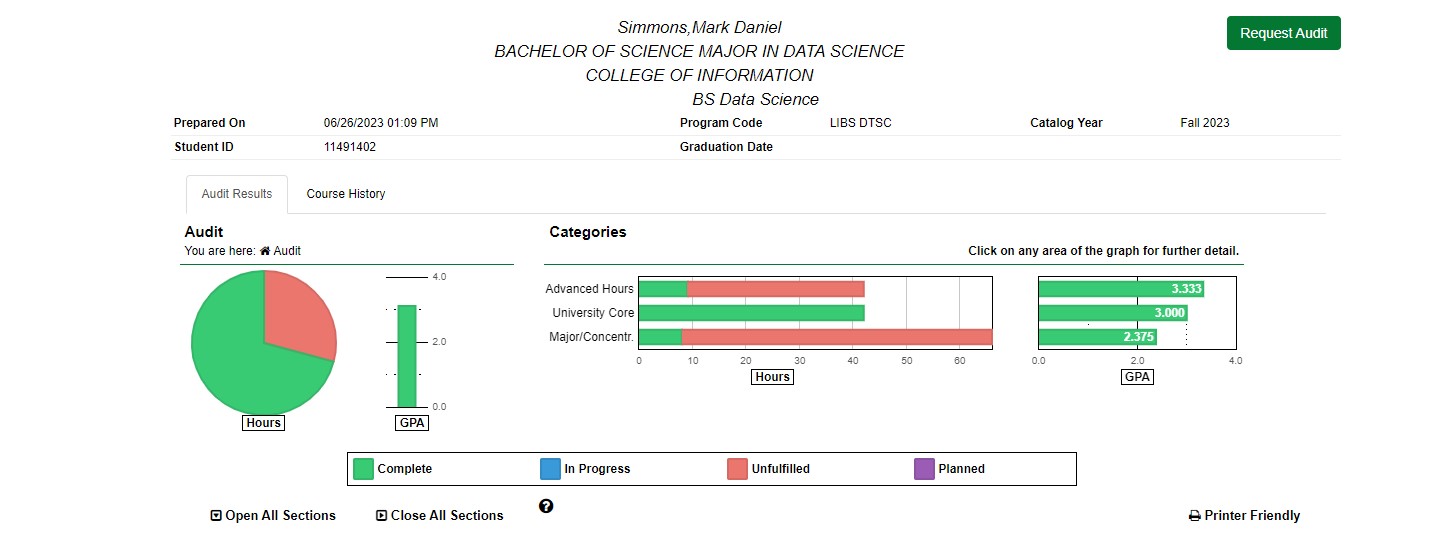 Simmons,Mark Daniel
Request Audit
BACHELOR OF SCIENCE MAJOR IN DATA SCIENCE
COLLEGE OF INFORMATION
BS Data Science
Prepared On 06/26/2023 01:09 PM Program Code LIBS DTSC Catalog Year Fall 2023
Student ID 11491402 Graduation Date
Audit Results Course History
Audit
You are here: Audit
4.0
2.0
0.0
Hours GPA
Categories
Click on any area of the graph for further detail.
Advanced Hours 3.333
University Core 3.000
Major/Concentr. 2.375
0 10 20 30 40 50 60 0.0 2.0 4.0
Hours GPA
Complete In Progress Unfulfilled Planned
Open All Sections Close All Sections ? Printer Friendly